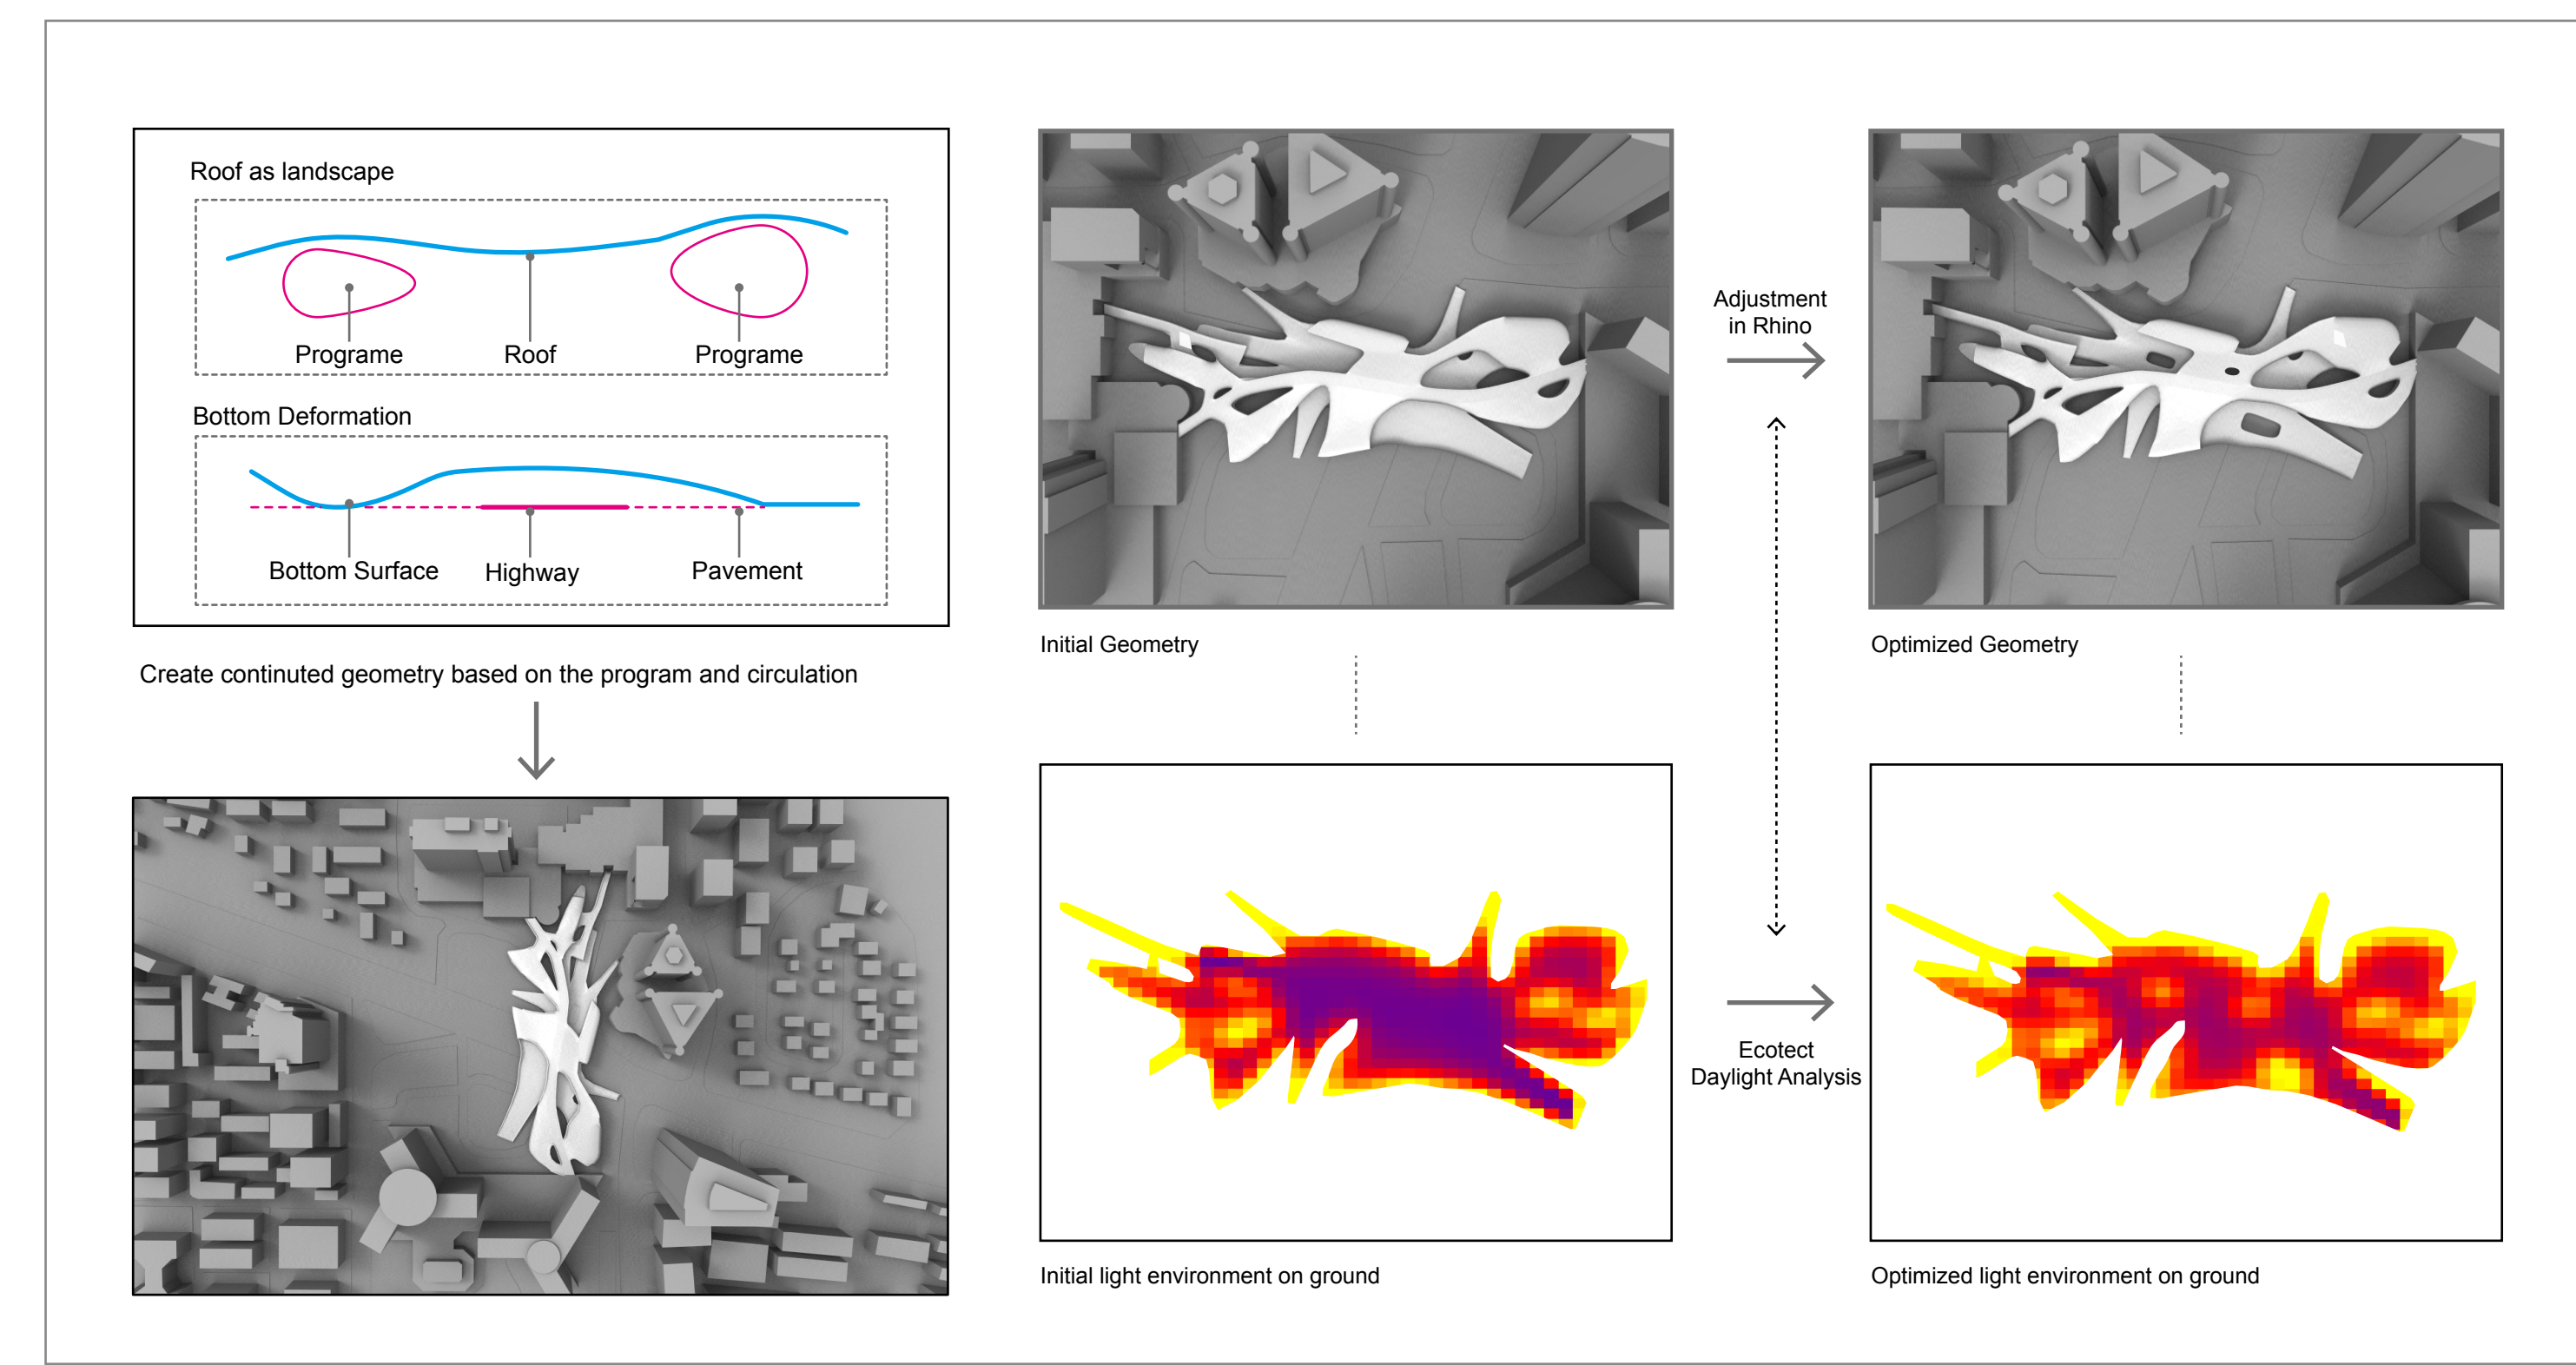 Roof as landscape
Programe
Roof
Programe
Bottom Deformation
Bottom Surface
Highway
Pavement
Create continuted geometry based on the program and circulation
Initial Geometry
Adjustment
in Rhino
Optimized Geometry
Ecotect
Daylight Analysis
Initial light environment on ground
Optimized light environment on ground